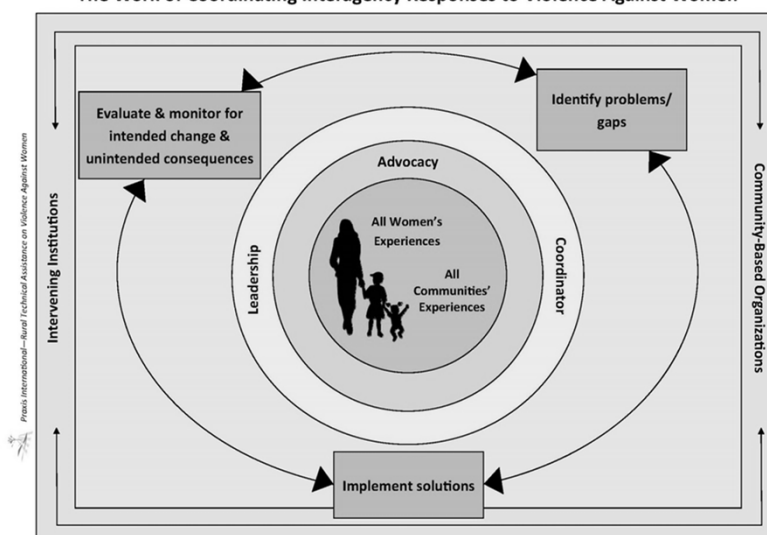 The Work of Coordinating Interagency Responses to Violence Against Women
Evaluate & monitor for
intended change &
unintended consequences
Identify problems/
gaps
Advocacy
All Women's
Experiences
All
Communities'
Experiences
Leadership
Coordinator
Intervening Institutions
Community-Based Organizations
Implement solutions
Praxis International—Rural Technical Assistance on Violence Against Women